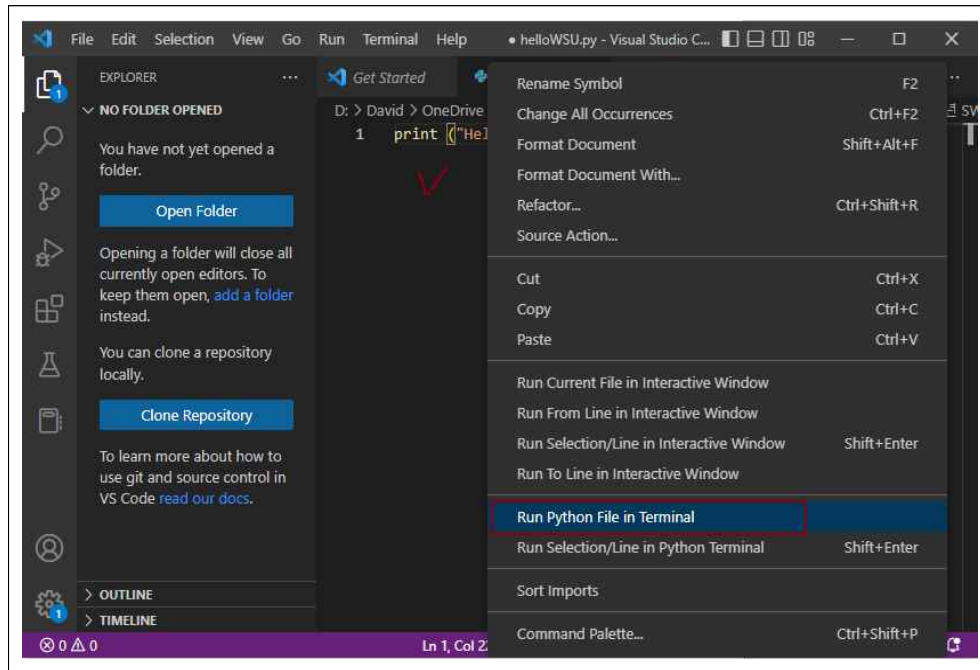 File Edit Selection View Go Run Terminal Help ● helloWSU.py - Visual Studio C...
EXPLORER ...
NO FOLDER OPENED
You have not yet opened a
folder.
Open Folder
Opening a folder will close all
currently open editors. To
keep them open, add a folder
instead.
You can clone a repository
locally.
Clone Repository
To learn more about how to
use git and source control in
VS Code read our docs.
OUTLINE
TIMELINE
Get Started
D: > David > OneDrive
1 print ("Hel
Rename Symbol F2
Change All Occurrences Ctrl+F2
Format Document Shift+Alt+F
Format Document With...
Refactor... Ctrl+Shift+R
Source Action...
Cut Ctrl+X
Copy Ctrl+C
Paste Ctrl+V
Run Current File in Interactive Window
Run From Line in Interactive Window
Run Selection/Line in Interactive Window Shift+Enter
Run To Line in Interactive Window
Run Python File in Terminal
Run Selection/Line in Python Terminal Shift+Enter
Sort Imports
Command Palette... Ctrl+Shift+P
0 0 Ln 1, Col 2